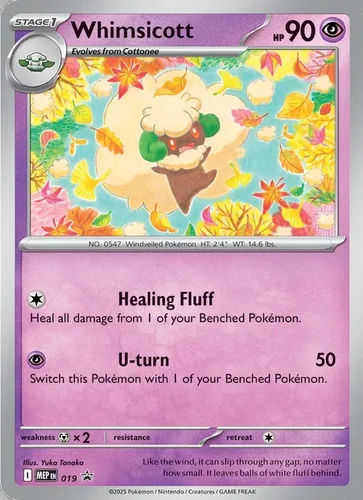 STAGE 1 Whimsicott HP 90
Evolves from Cottonee
NO. 0547 Windveiled Pokémon HT: 2'4" WT: 14.6 lbs.
Healing Fluff
Heal all damage from 1 of your Benched Pokémon.
U-turn 50
Switch this Pokémon with 1 of your Benched Pokémon.
weakness ×2 resistance retreat
Illus. Yuka Tanaka
I MEP EN 019
Like the wind, it can slip through any gap, no matter
how small. It leaves balls of white fluff behind.
©2025 Pokémon / Nintendo / Creatures / GAME FREAK